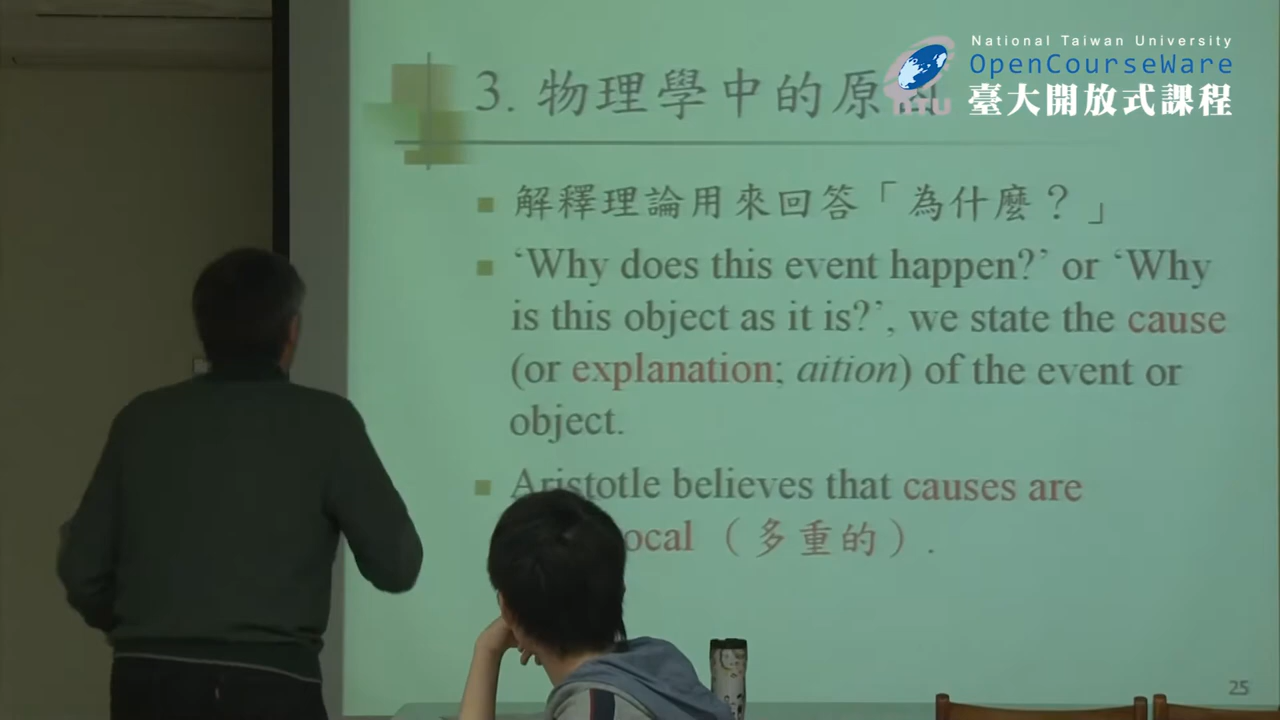 National Taiwan University
OpenCourseWare
臺大開放式課程
3. 物理學中的原因
解釋理論用來回答「為什麼？」
‘Why does this event happen?’ or ‘Why
is this object as it is?’, we state the cause
(or explanation; aition) of the event or
object.
Aristotle believes that causes are
ocal （多重的）.
25